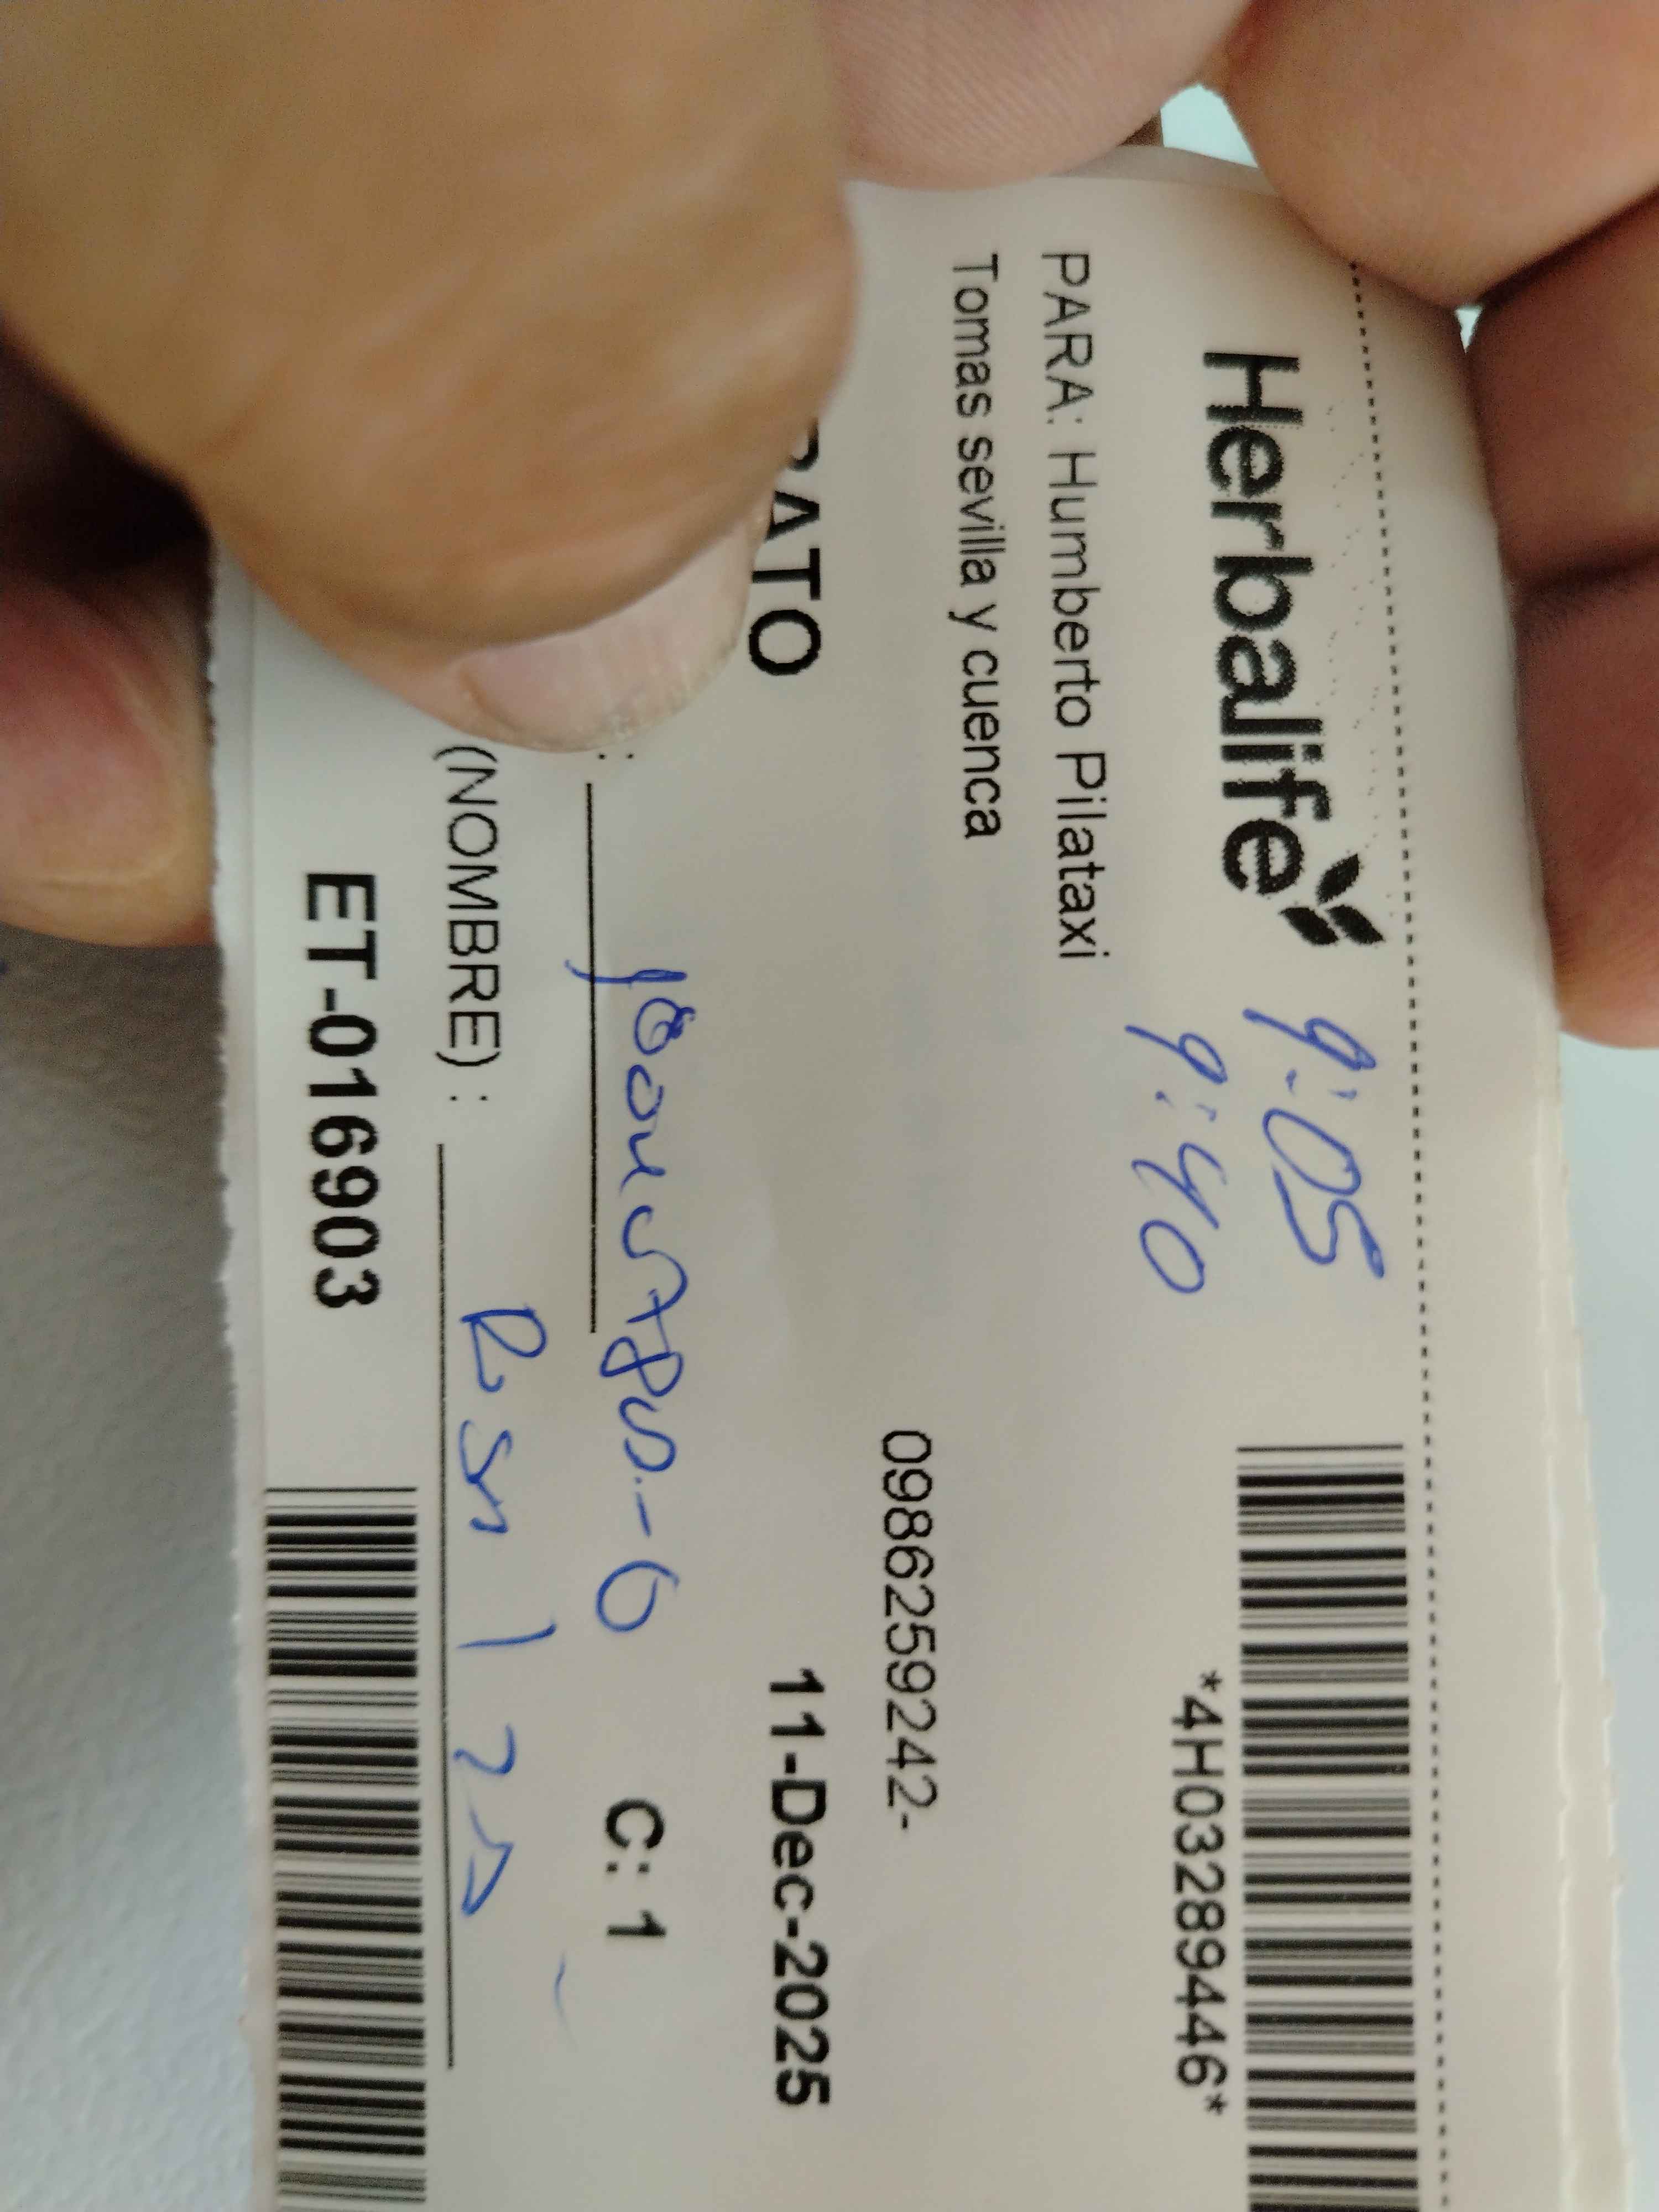 Herbalife
9:05
9:40
*4H03289446*
PARA: Humberto Pilataxi
Tomas sevilla y cuenca
0986259242-
ATO
11-Dec-2025
:
C: 1
(NOMBRE) :
ET-016903